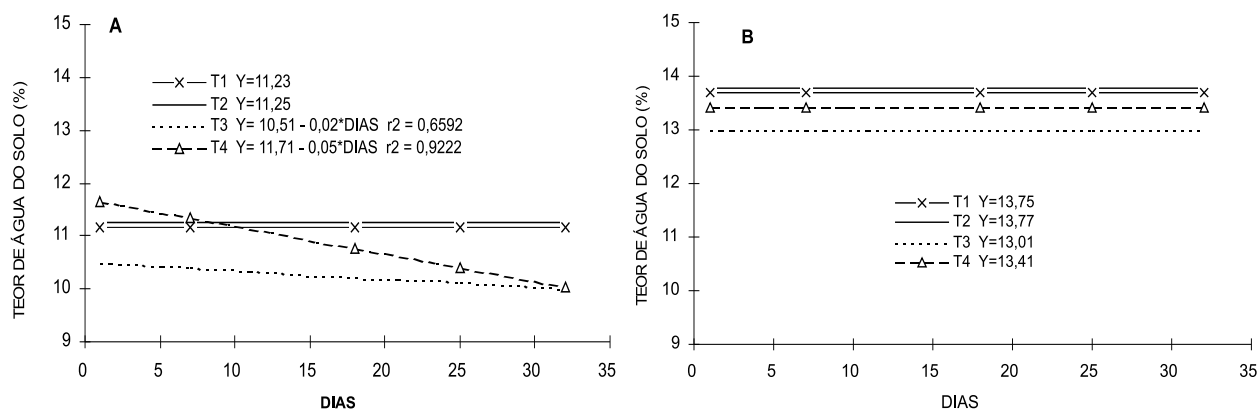 A
TEOR DE ÁGUA DO SOLO (%)
15
14
13
12
11
10
9
T1 Y=11,23
T2 Y=11,25
T3 Y= 10,51 - 0,02*DIAS r2 = 0,6592
T4 Y= 11,71 - 0,05*DIAS r2 = 0,9222
0 5 10 15 20 25 30 35
DIAS
B
TEOR DE ÁGUA DO SOLO (%)
15
14
13
12
11
10
9
T1 Y=13,75
T2 Y=13,77
T3 Y=13,01
T4 Y=13,41
0 5 10 15 20 25 30 35
DIAS